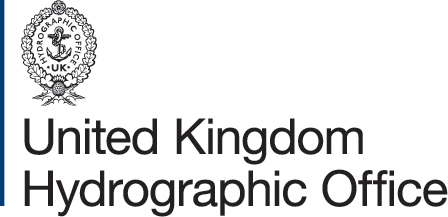 HYDROGRAPHIC OFFICE
· UK ·
United Kingdom
Hydrographic Office